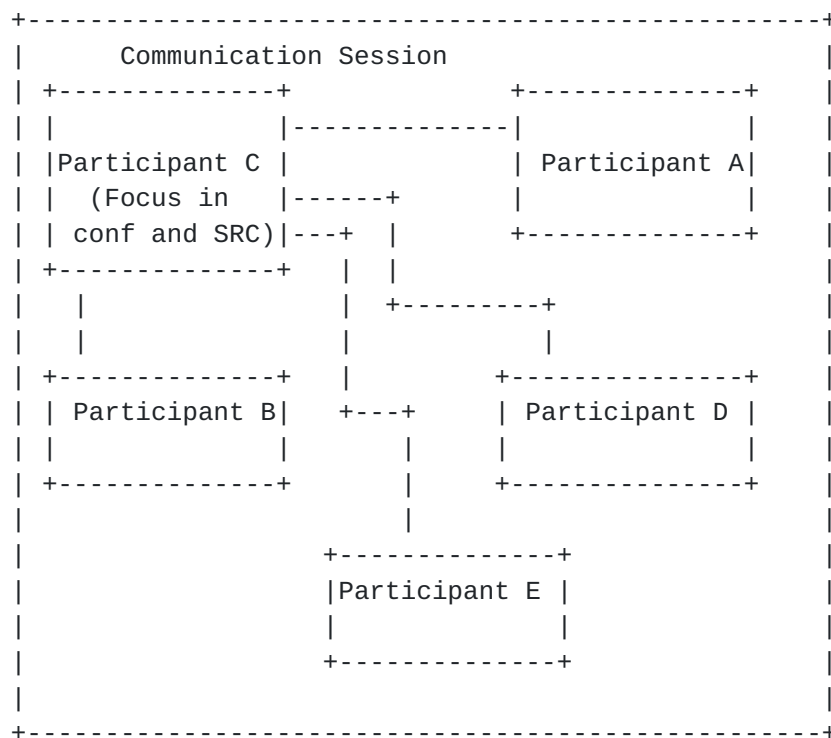 Communication Session
Participant C
Participant A
(Focus in
conf and SRC)
Participant B
Participant D
Participant E